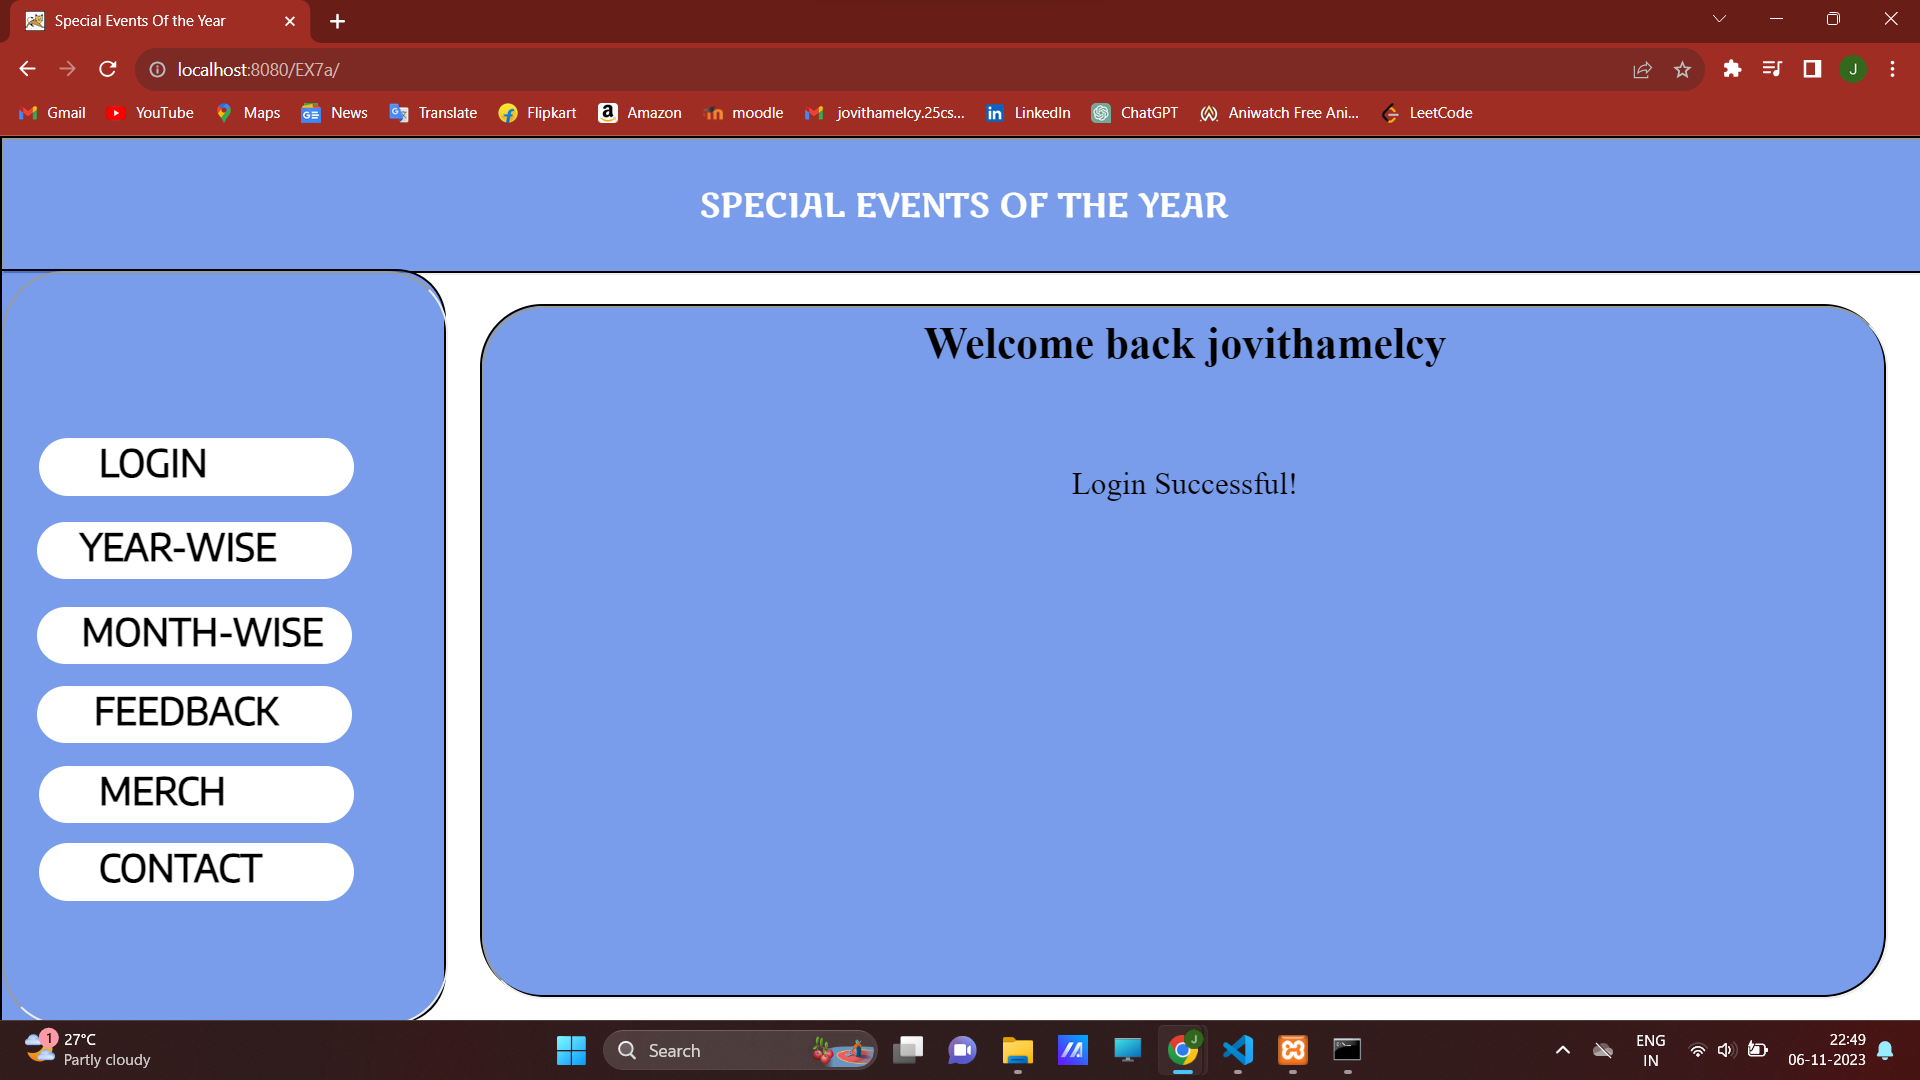 Special Events Of the Year
localhost:8080/EX7a/
J
Gmail YouTube Maps News Translate Flipkart Amazon moodle jovithamelcy.25cs... LinkedIn ChatGPT Aniwatch Free Ani... LeetCode
SPECIAL EVENTS OF THE YEAR
Welcome back jovithamelcy
Login Successful!
LOGIN
YEAR-WISE
MONTH-WISE
FEEDBACK
MERCH
CONTACT
1
27°C
Partly cloudy
Search
J
ENG
IN
22:49
06-11-2023